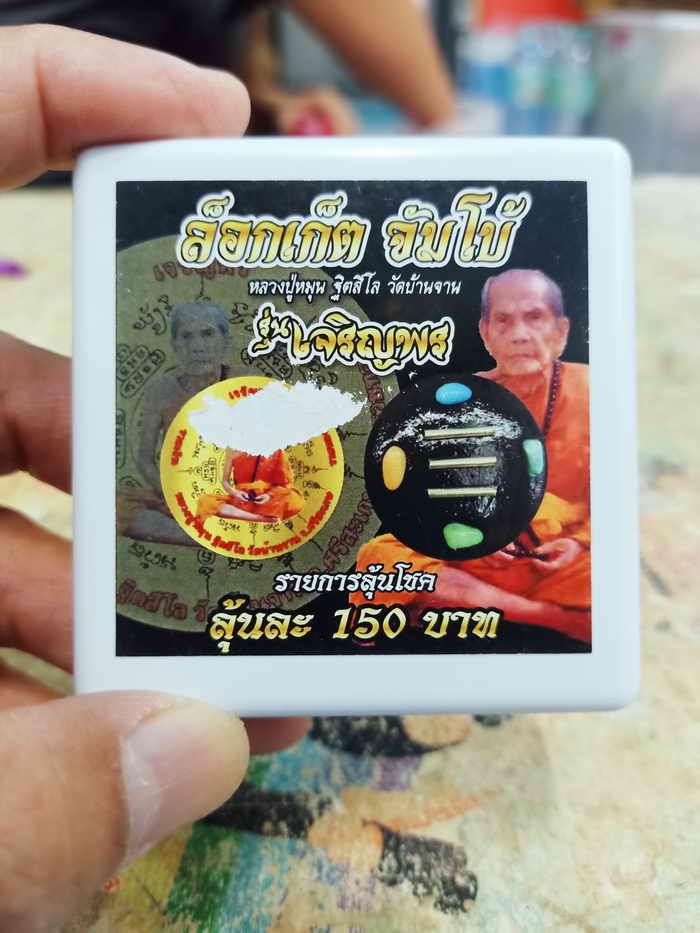 ล็อกเก็ต จัมโบ้
หลวงปู่หมุน ฐิตสีโล วัดบ้านจาน
รุ่นเจริญพร
รายการลุ้นโชค
ลุ้นละ 150 บาท